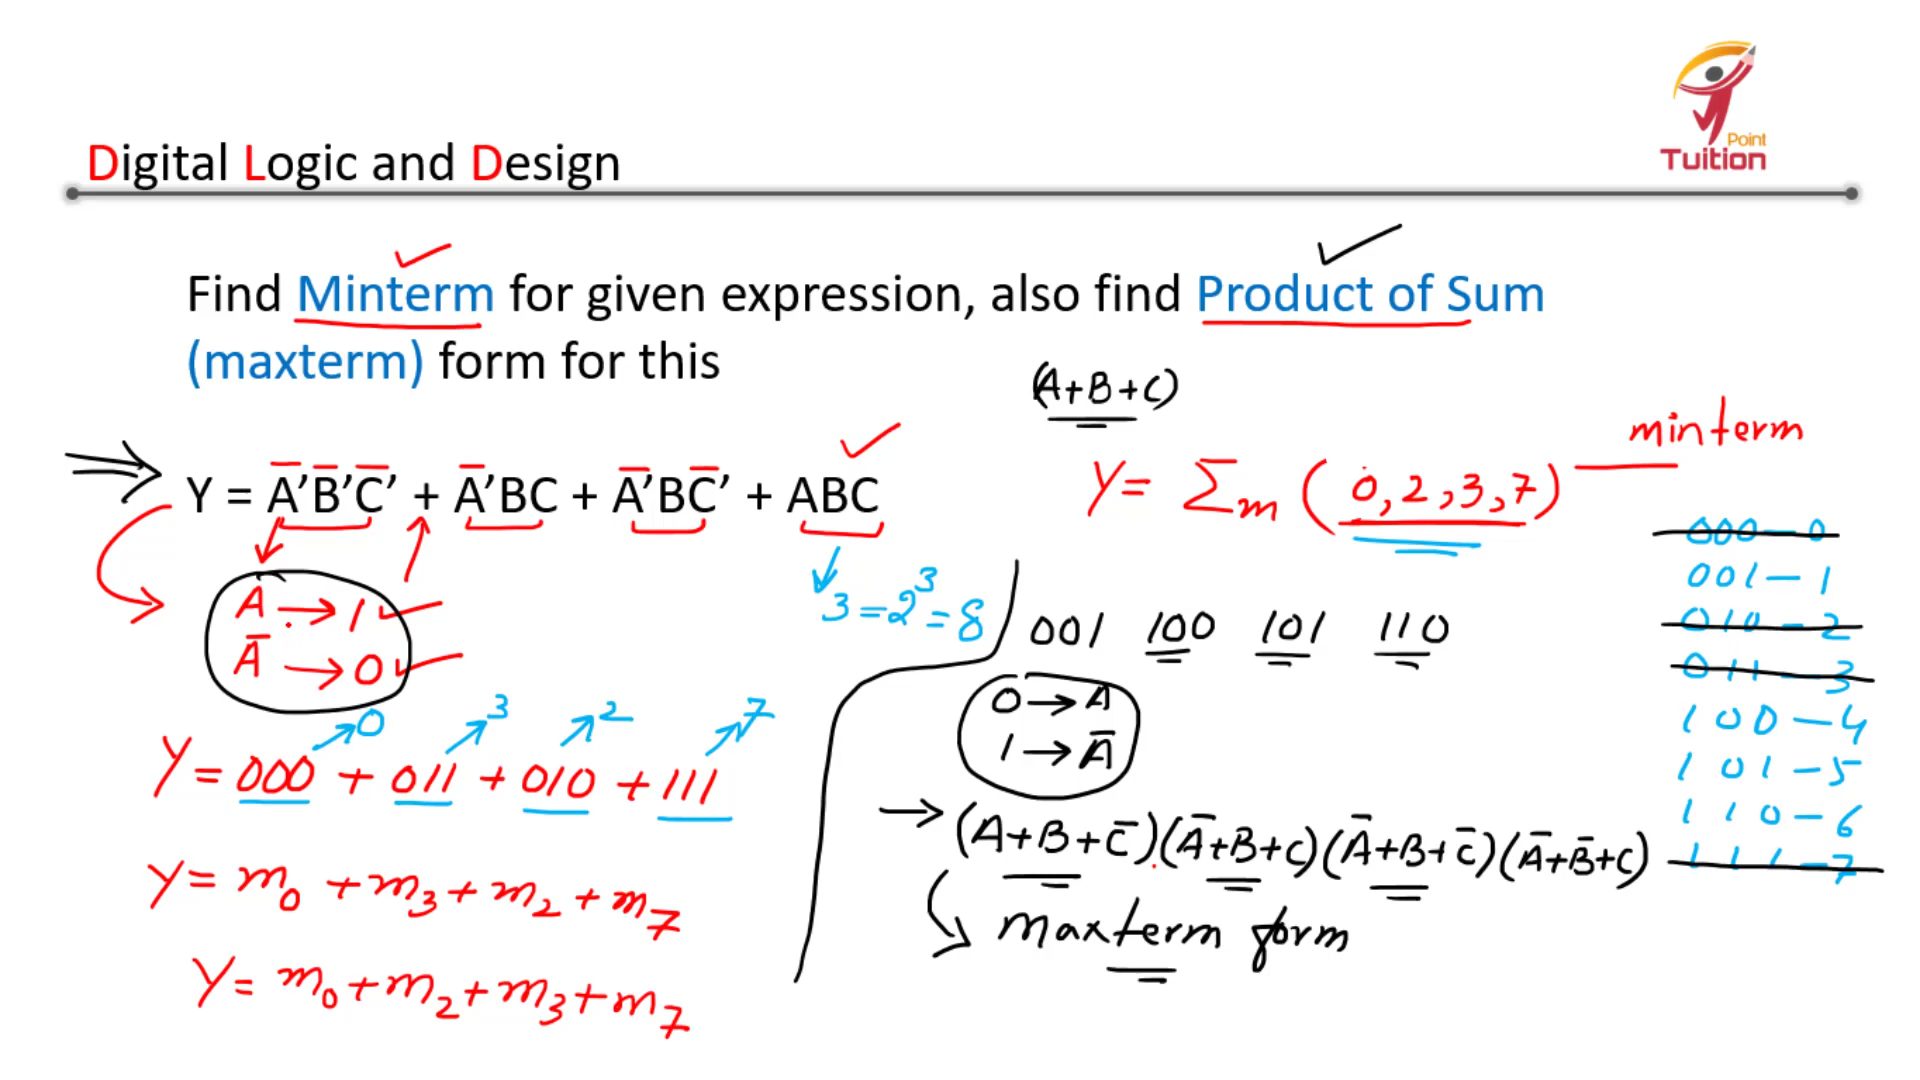 Point
Tuition
Digital Logic and Design
Find Minterm for given expression, also find Product of Sum
(maxterm) form for this
(A+B+C)
minterm
Y = A̅'B̅'C̅' + A̅'BC + A̅'BC̅' + ABC
Y = Σm (0,2,3,7)
A → 1
A̅ → 0
3 = 2³ = 8
001 100 101 110
0 → A
1 → A̅
000 – 0
001 – 1
010 – 2
011 – 3
100 – 4
101 – 5
110 – 6
111 – 7
0 3 2 7
Y = 000 + 011 + 010 + 111
(A+B+C̅)(A̅+B+C)(A̅+B+C̅)(A̅+B̅+C)
maxterm form
Y = m₀ + m₃ + m₂ + m₇
Y = m₀ + m₂ + m₃ + m₇